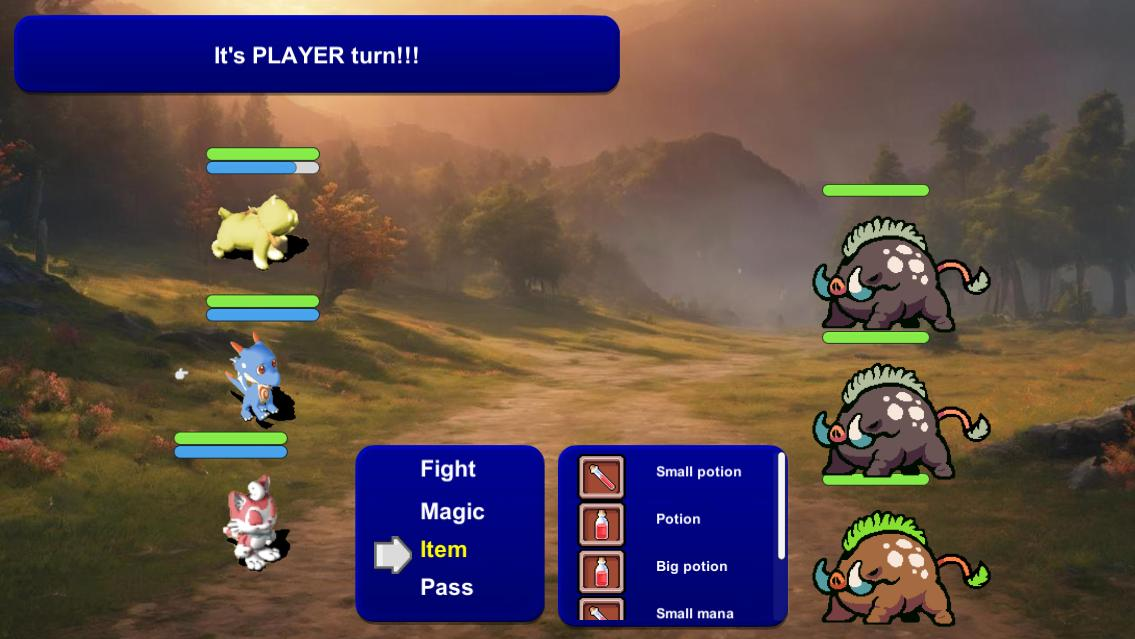 It's PLAYER turn!!!
Fight
Magic
Item
Pass
Small potion
Potion
Big potion
Small mana